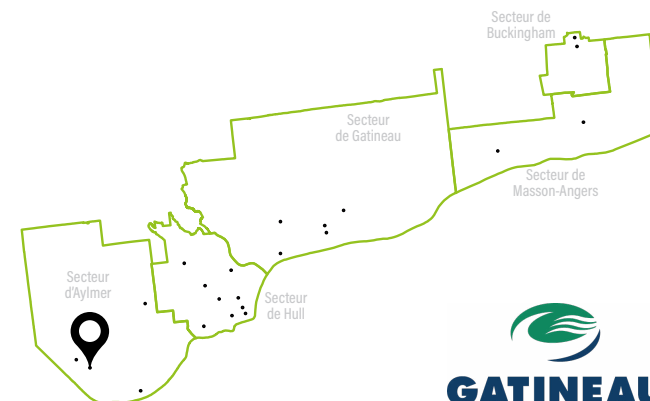 Secteur de
Buckingham
Secteur
de Gatineau
Secteur de
Masson-Angers
Secteur
d'Aylmer
Secteur
de Hull
GATINEAU